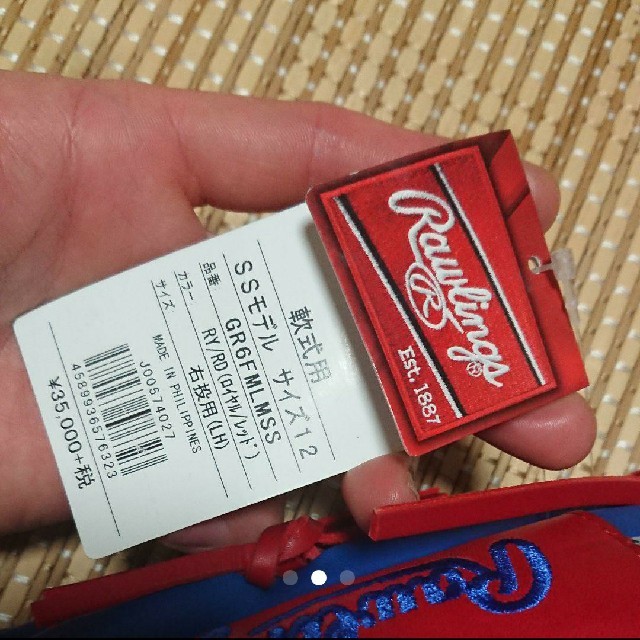 Rawlings
R
Est. 1887
軟式用
SSモデル サイズ12
品番 GR6FMLMSS
カラー RY/RD(ロイヤル/レッド)
サイズ 右投用(LH)
MADE IN PHILIPPINES
J00674027
4589936576323
¥35,000+税